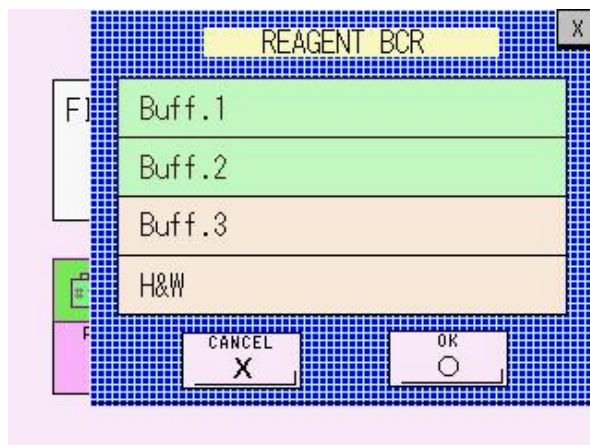 REAGENT BCR
X
Buff.1
Buff.2
Buff.3
H&W
CANCEL
X
OK